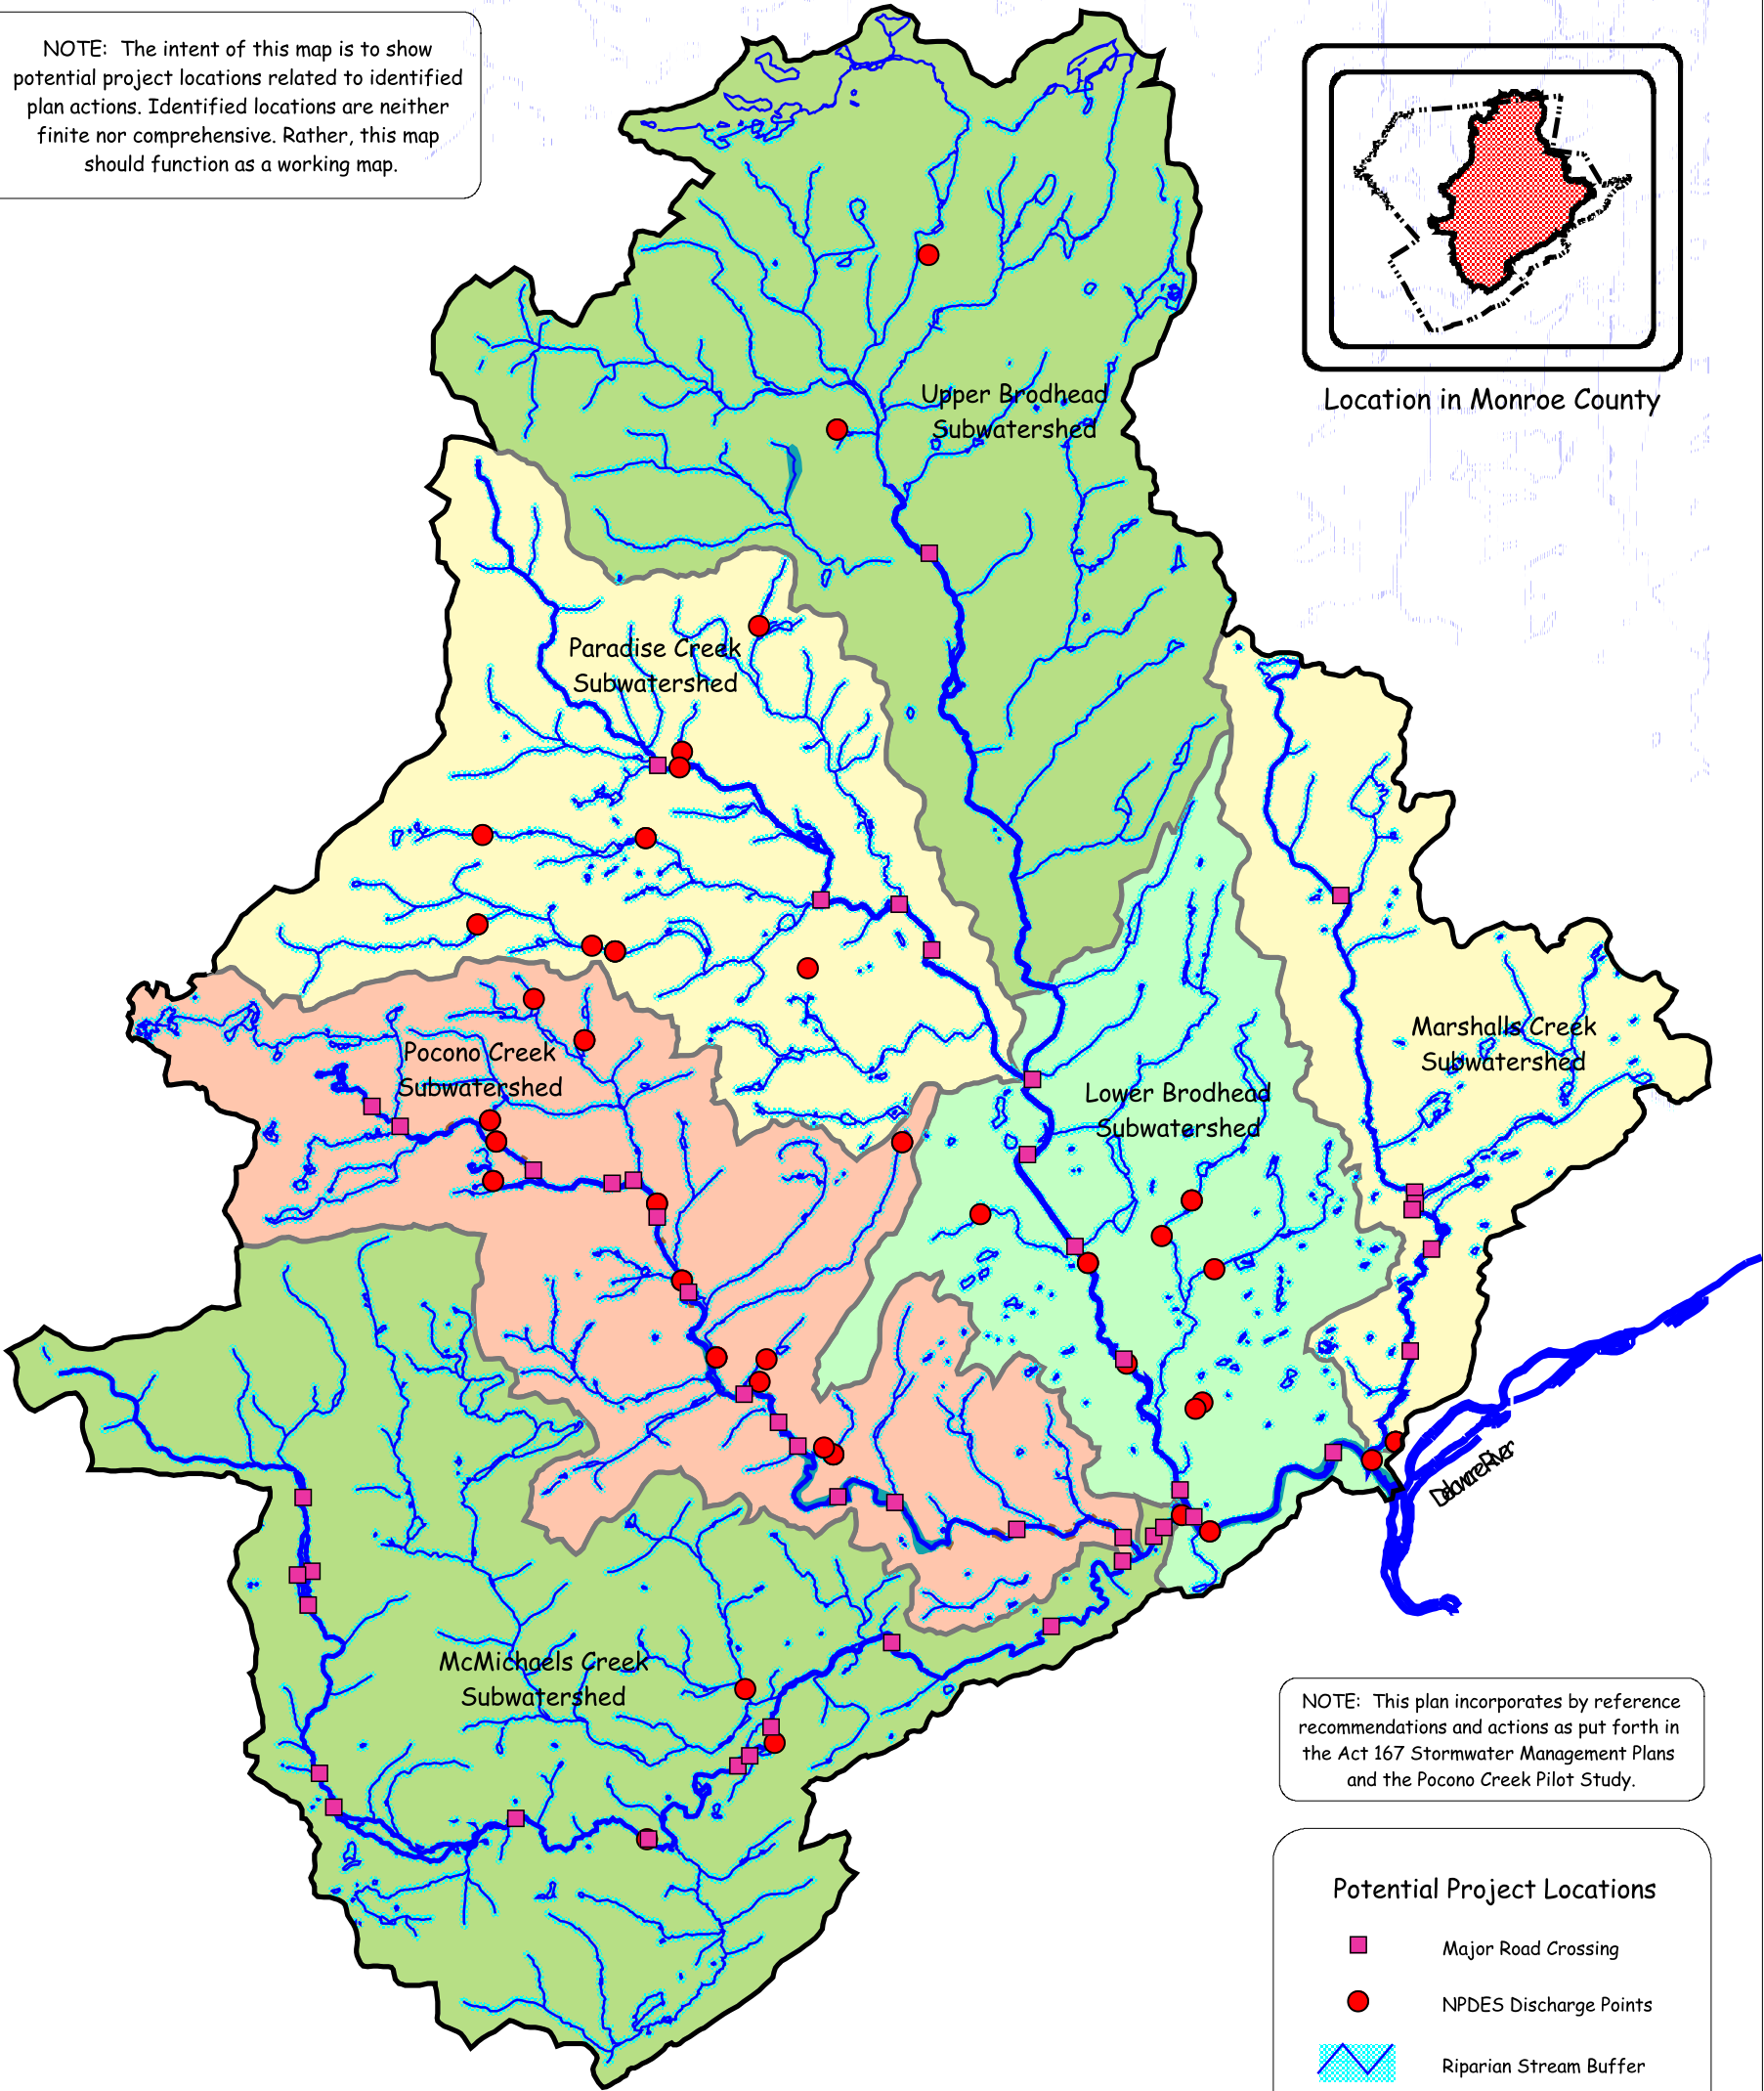 NOTE:  The intent of this map is to show
potential project locations related to identified
plan actions. Identified locations are neither
finite nor comprehensive. Rather, this map
should function as a working map.
Location in Monroe County
Upper Brodhead
Subwatershed
Paradise Creek
Subwatershed
Marshalls Creek
Subwatershed
Pocono Creek
Subwatershed
Lower Brodhead
Subwatershed
Delaware River
McMichaels Creek
Subwatershed
NOTE:  This plan incorporates by reference
recommendations and actions as put forth in
the Act 167 Stormwater Management Plans
and the Pocono Creek Pilot Study.
Potential Project Locations
Major Road Crossing
NPDES Discharge Points
Riparian Stream Buffer